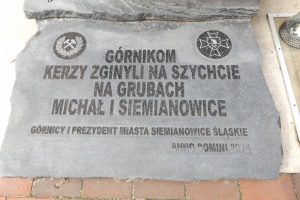 GÓRNIKOM
KERZY ZGINYLI NA SZYCHCIE
NA GRUBACH
MICHAŁ I SIEMIANOWICE
GÓRNICY I PREZYDENT MIASTA SIEMIANOWICE ŚLĄSKIE
ANNO DOMINI